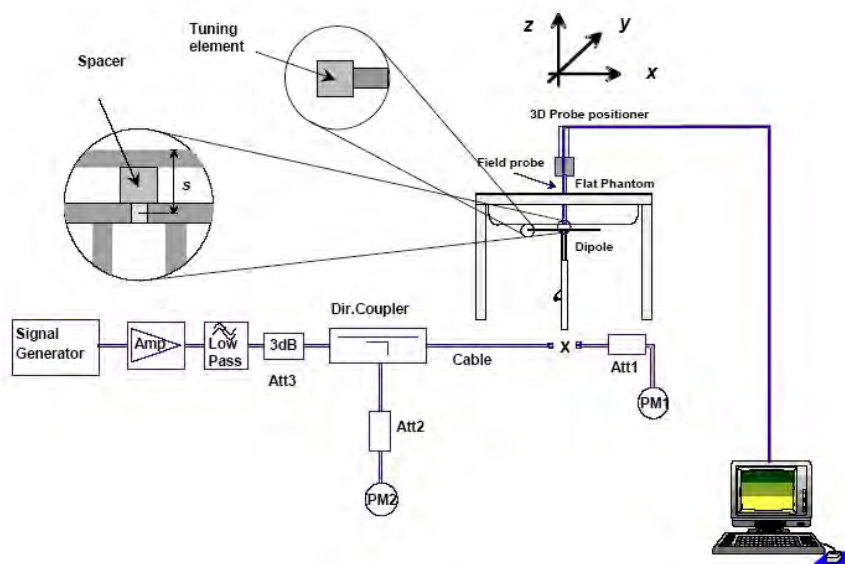 Tuning
element
Spacer
s
z
y
x
3D Probe positioner
Field probe
Flat Phantom
Dipole
Dir.Coupler
Signal
Generator
Amp
Low
Pass
3dB
Att3
Cable
X
Att1
PM1
Att2
PM2